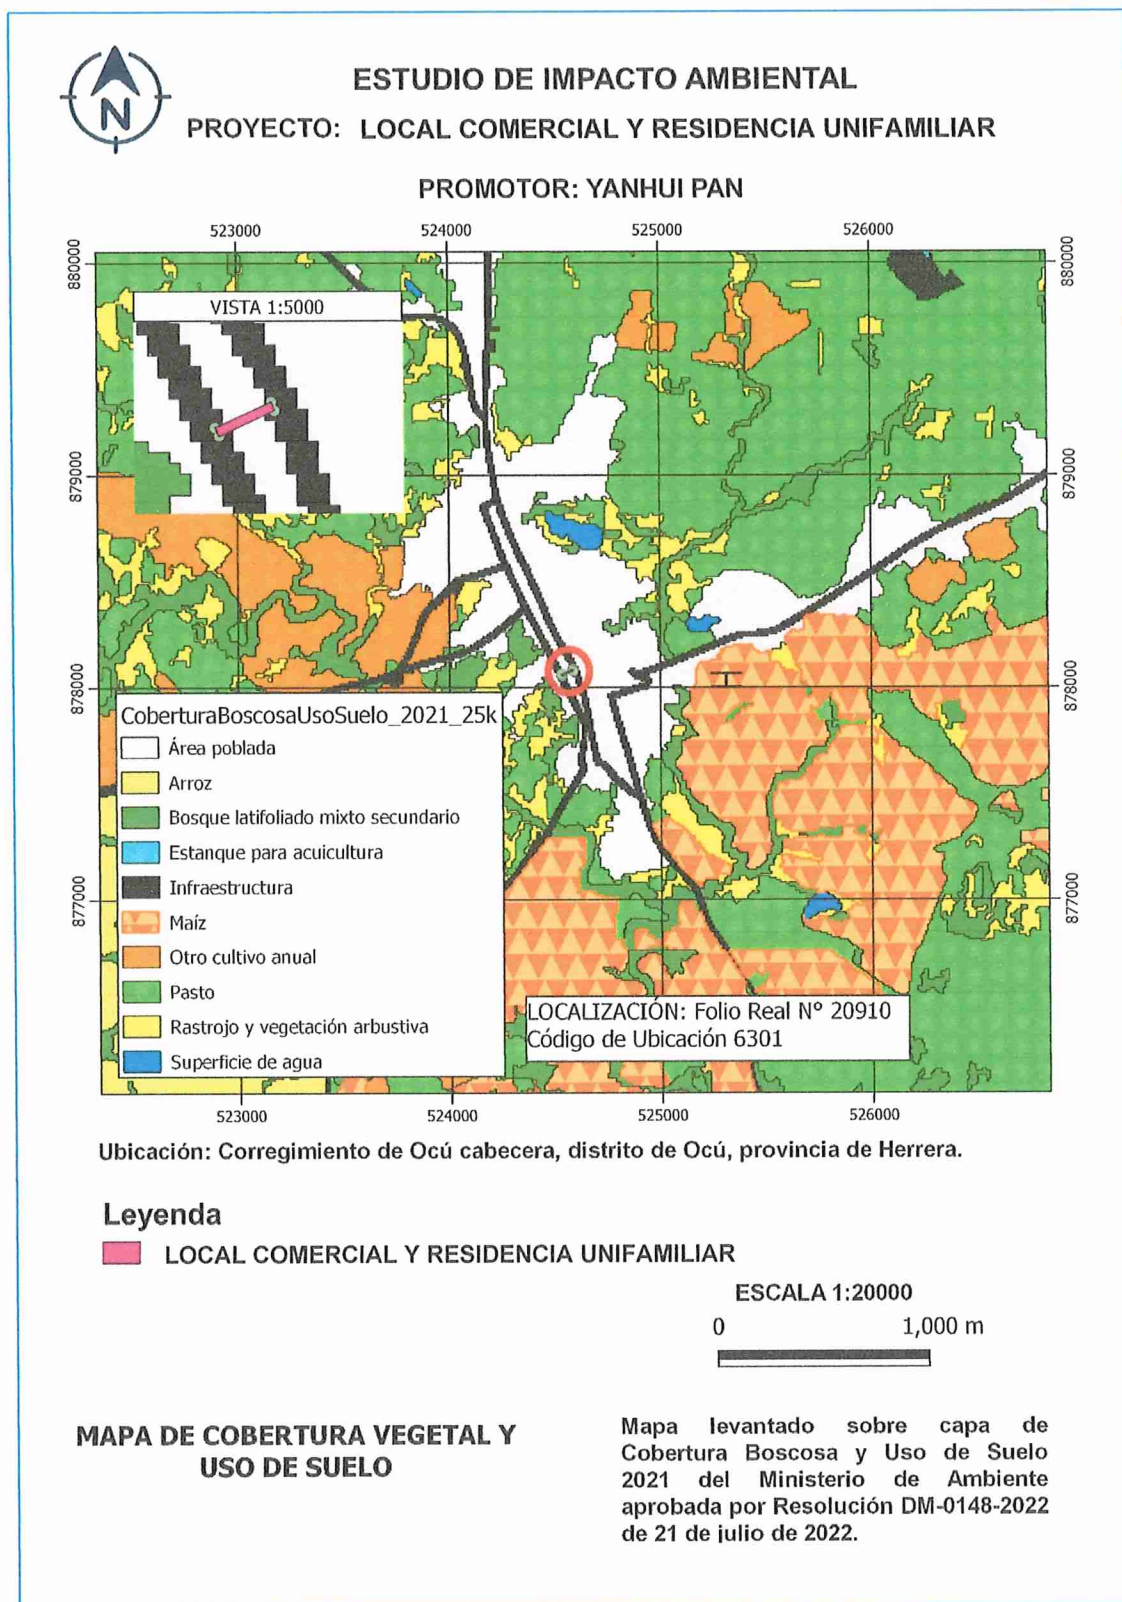 N
ESTUDIO DE IMPACTO AMBIENTAL
PROYECTO: LOCAL COMERCIAL Y RESIDENCIA UNIFAMILIAR
PROMOTOR: YANHUI PAN
523000 524000 525000 526000
880000 880000
VISTA 1:5000
879000 879000
878000 878000
CoberturaBoscosaUsoSuelo_2021_25k
Área poblada
Arroz
Bosque latifoliado mixto secundario
Estanque para acuicultura
Infraestructura
Maíz
Otro cultivo anual
Pasto
Rastrojo y vegetación arbustiva
Superficie de agua
877000 877000
LOCALIZACIÓN: Folio Real N° 20910
Código de Ubicación 6301
523000 524000 525000 526000
Ubicación: Corregimiento de Ocú cabecera, distrito de Ocú, provincia de Herrera.
Leyenda
LOCAL COMERCIAL Y RESIDENCIA UNIFAMILIAR
ESCALA 1:20000
0 1,000 m
MAPA DE COBERTURA VEGETAL Y
USO DE SUELO
Mapa levantado sobre capa de
Cobertura Boscosa y Uso de Suelo
2021 del Ministerio de Ambiente
aprobada por Resolución DM-0148-2022
de 21 de julio de 2022.